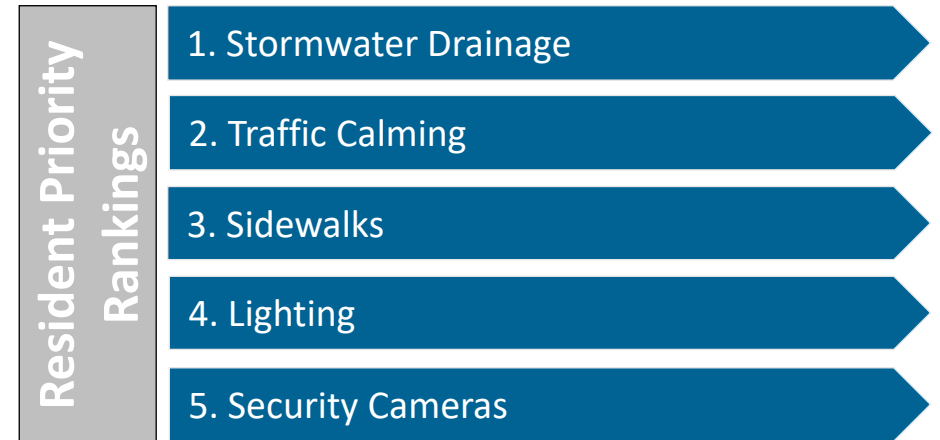 Resident Priority
Rankings
1. Stormwater Drainage
2. Traffic Calming
3. Sidewalks
4. Lighting
5. Security Cameras